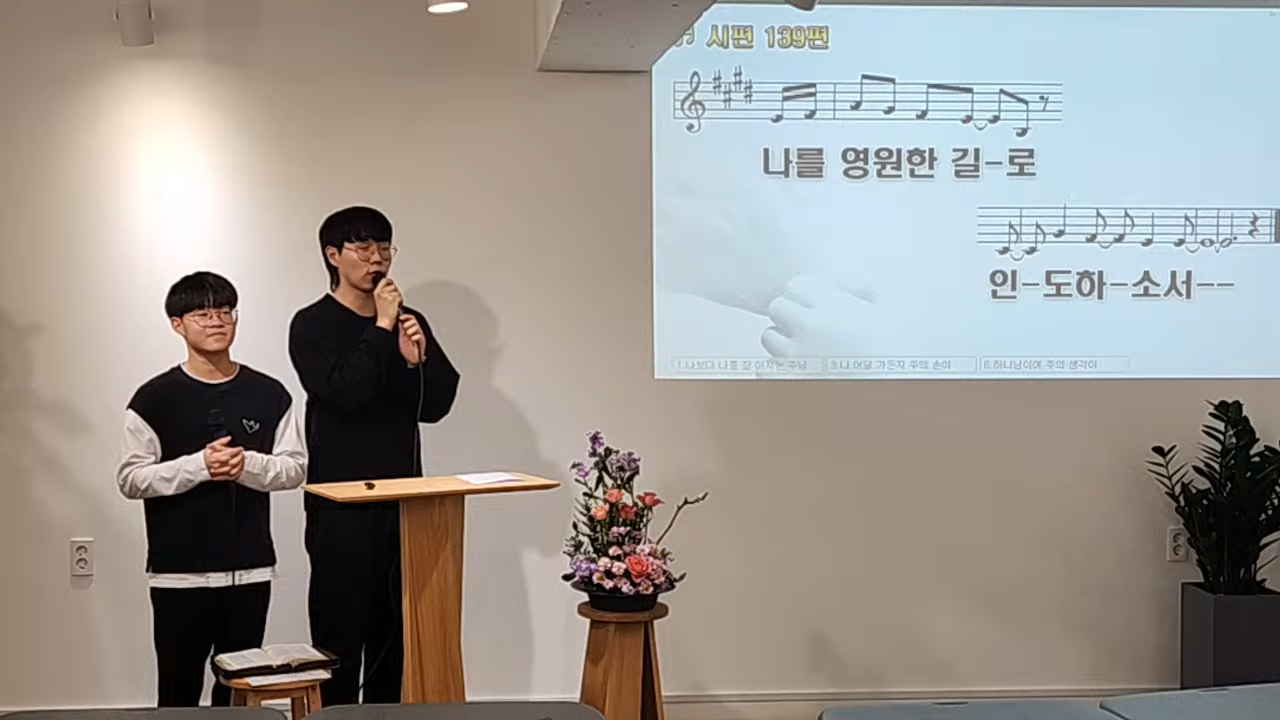 시편 139편
나를 영원한 길-로
인-도하-소서--
1.나보다 나를 잘 아시는 주님
3.나 어딜 가든지 주의 손이
6.하나님이여 주의 생각이